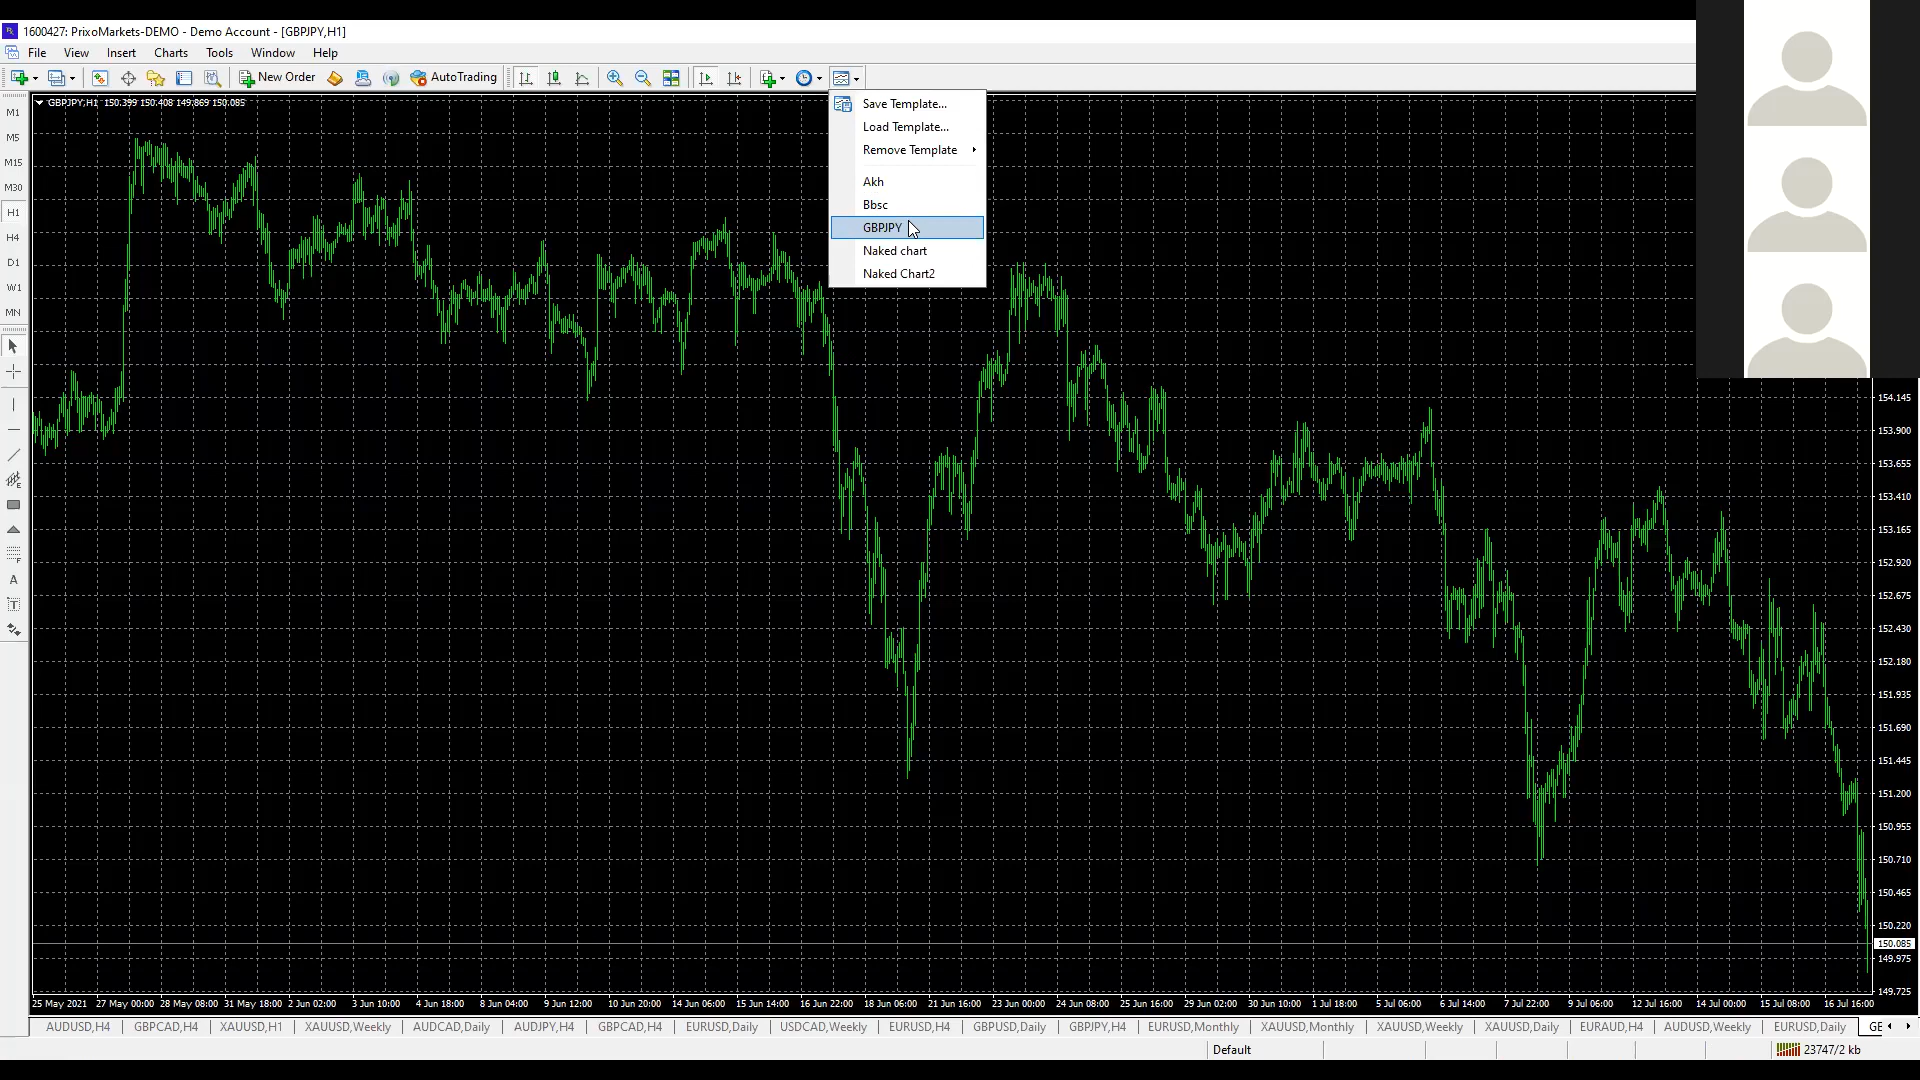 1600427: PrixoMarkets-DEMO - Demo Account - [GBPJPY,H1]
File View Insert Charts Tools Window Help
New Order AutoTrading
GBPJPY,H1 150.399 150.408 149.869 150.085
Save Template...
Load Template...
Remove Template
Akh
Bbsc
GBPJPY
Naked chart
Naked Chart2
M1
M5
M15
M30
H1
H4
D1
W1
MN
E
F
A
T
154.145
153.900
153.655
153.410
153.165
152.920
152.675
152.430
152.180
151.935
151.690
151.445
151.200
150.955
150.710
150.465
150.220
150.085
149.975
149.725
25 May 2021 27 May 00:00 28 May 08:00 31 May 18:00 2 Jun 02:00 3 Jun 10:00 4 Jun 18:00 8 Jun 04:00 9 Jun 12:00 10 Jun 20:00 14 Jun 06:00 15 Jun 14:00 16 Jun 22:00 18 Jun 06:00 21 Jun 16:00 23 Jun 00:00 24 Jun 08:00 25 Jun 16:00 29 Jun 02:00 30 Jun 10:00 1 Jul 18:00 5 Jul 06:00 6 Jul 14:00 7 Jul 22:00 9 Jul 06:00 12 Jul 16:00 14 Jul 00:00 15 Jul 08:00 16 Jul 16:00
AUDUSD,H4 GBPCAD,H4 XAUUSD,H1 XAUUSD,Weekly AUDCAD,Daily AUDJPY,H4 GBPCAD,H4 EURUSD,Daily USDCAD,Weekly EURUSD,H4 GBPUSD,Daily GBPJPY,H4 EURUSD,Monthly XAUUSD,Monthly XAUUSD,Weekly XAUUSD,Daily EURAUD,H4 AUDUSD,Weekly EURUSD,Daily GE
Default 23747/2 kb